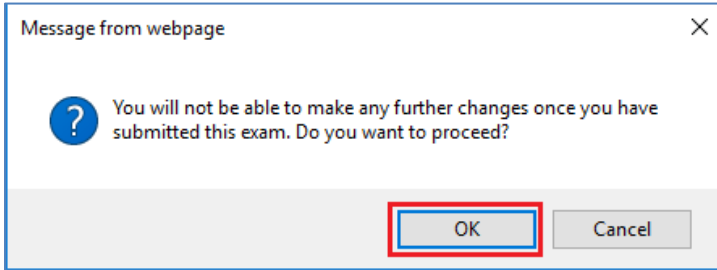 Message from webpage
You will not be able to make any further changes once you have
submitted this exam. Do you want to proceed?
OK
Cancel